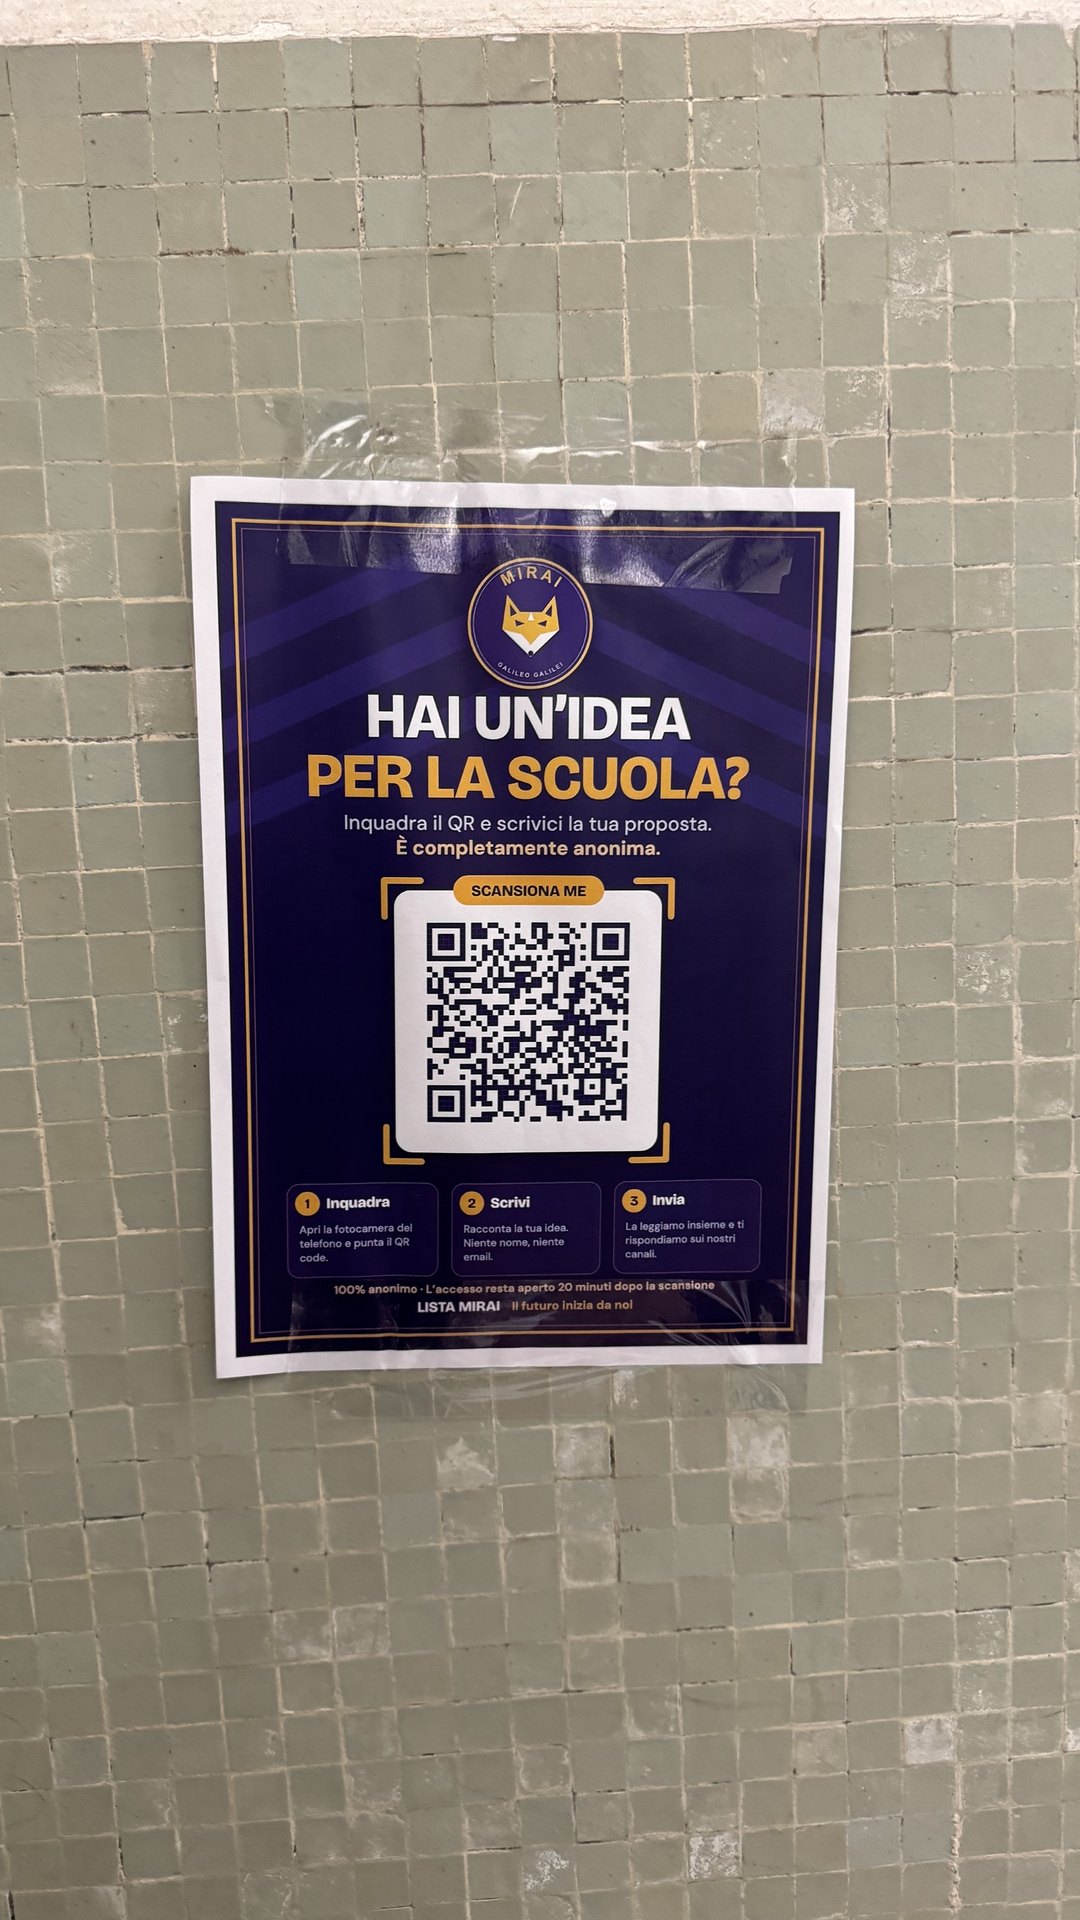 MIRAI
GALILEO GALILEI
HAI UN'IDEA
PER LA SCUOLA?
Inquadra il QR e scrivici la tua proposta.
È completamente anonima.
SCANSIONA ME
1 Inquadra
Apri la fotocamera del
telefono e punta il QR
code.
2 Scrivi
Racconta la tua idea.
Niente nome, niente
email.
3 Invia
La leggiamo insieme e ti
rispondiamo sui nostri
canali.
100% anonimo · L'accesso resta aperto 20 minuti dopo la scansione
LISTA MIRAI Il futuro inizia da noi